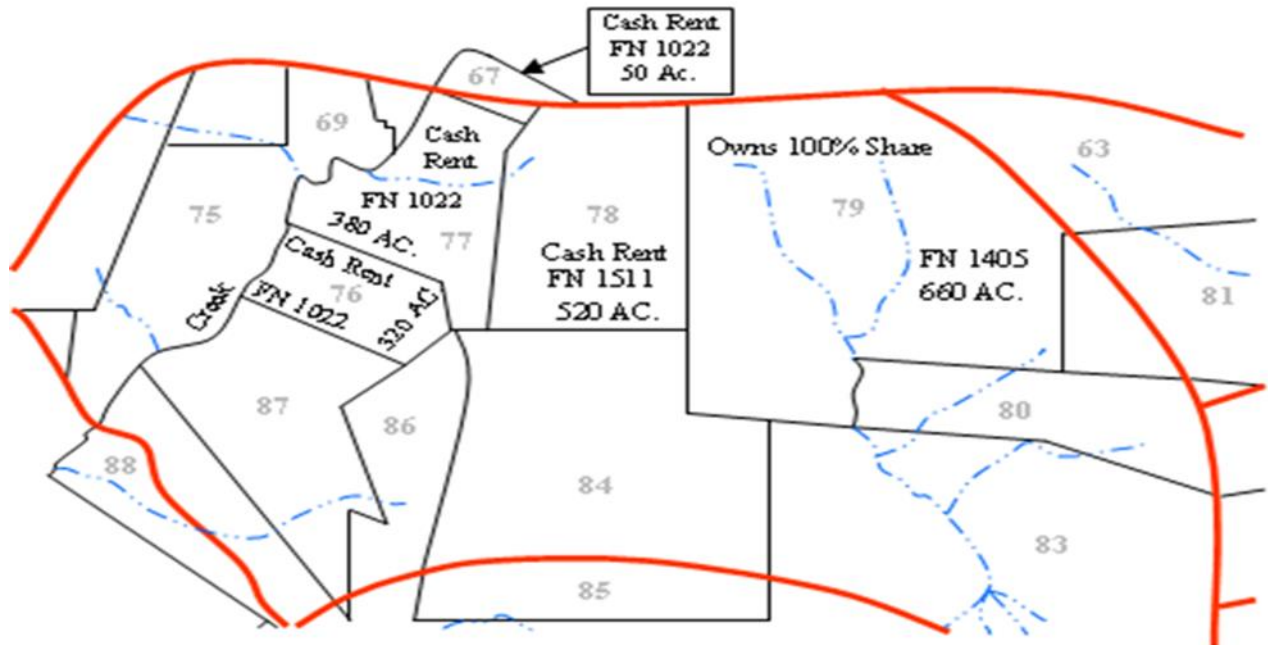 Cash Rent
FN 1022
50 Ac.
67
69
Cash
Rent
Owns 100% Share
63
FN 1022
380 AC.
75
77
78
79
Cash Rent
FN 1511
520 AC.
FN 1405
660 AC.
Cash Rent
76
FN 1022
320 AC
Creek
81
87
86
80
88
84
83
85